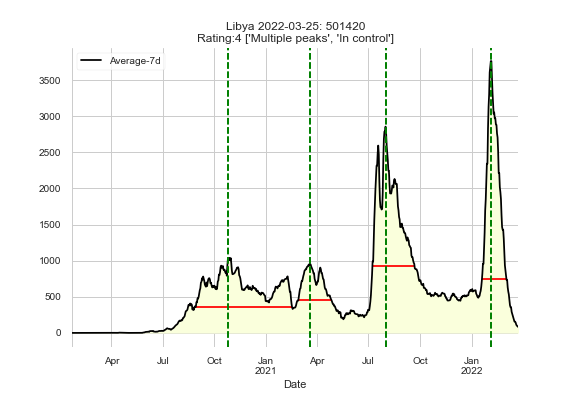 Libya 2022-03-25: 501420
Rating:4 ['Multiple peaks', 'In control']
Average-7d
3500
3000
2500
2000
1500
1000
500
0
Apr Jul Oct Jan Apr Jul Oct Jan
2021 2022
Date